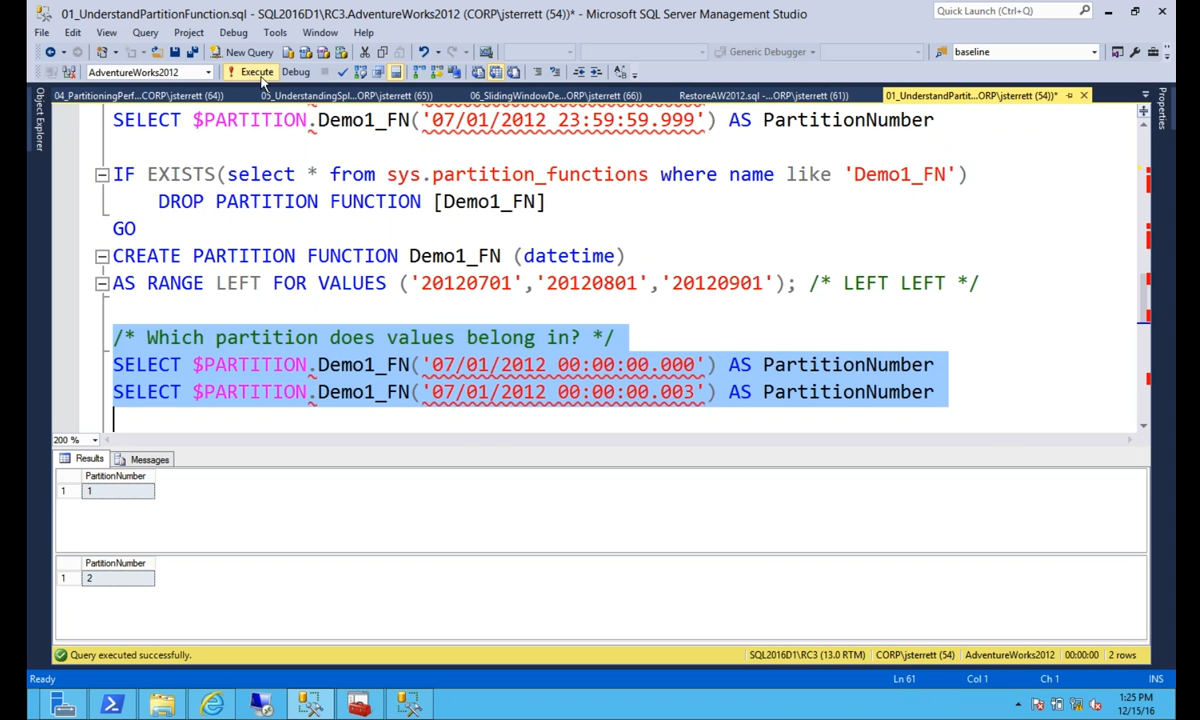 01_UnderstandPartitionFunction.sql - SQL2016D1\RC3.AdventureWorks2012 (CORP\jsterrett (54))* - Microsoft SQL Server Management Studio
Quick Launch (Ctrl+Q)
File Edit View Query Project Debug Tools Window Help
New Query
Generic Debugger
baseline
AdventureWorks2012
Execute
Debug
04_PartitioningPerf...CORP\jsterrett (64))
05_UnderstandingSpl...ORP\jsterrett (65))
06_SlidingWindowDe...ORP\jsterrett (66))
RestoreAW2012.sql -...ORP\jsterrett (61))
01_UnderstandPartit...ORP\jsterrett (54))*
Object Explorer
Properties
SELECT $PARTITION.Demo1_FN('07/01/2012 23:59:59.999') AS PartitionNumber
IF EXISTS(select * from sys.partition_functions where name like 'Demo1_FN')
DROP PARTITION FUNCTION [Demo1_FN]
GO
CREATE PARTITION FUNCTION Demo1_FN (datetime)
AS RANGE LEFT FOR VALUES ('20120701','20120801','20120901'); /* LEFT LEFT */
/* Which partition does values belong in? */
SELECT $PARTITION.Demo1_FN('07/01/2012 00:00:00.000') AS PartitionNumber
SELECT $PARTITION.Demo1_FN('07/01/2012 00:00:00.003') AS PartitionNumber
200 %
Results
Messages
PartitionNumber
1 1
PartitionNumber
1 2
Query executed successfully.
SQL2016D1\RC3 (13.0 RTM)
CORP\jsterrett (54)
AdventureWorks2012
00:00:00
2 rows
Ready
Ln 61
Col 1
Ch 1
INS
1:25 PM
12/15/16